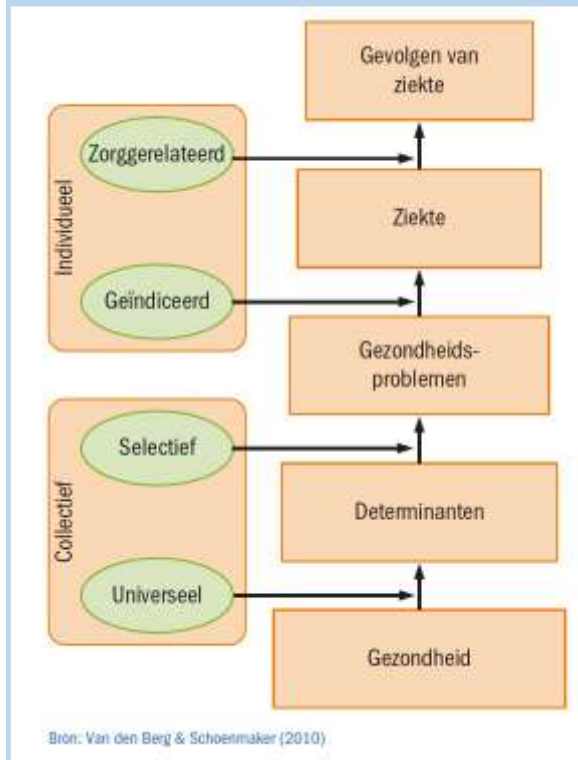 Gevolgen van
ziekte
Individueel
Zorggerelateerd
Ziekte
Geïndiceerd
Gezondheids-
problemen
Collectief
Selectief
Determinanten
Universeel
Gezondheid
Bron: Van den Berg & Schoenmaker (2010)